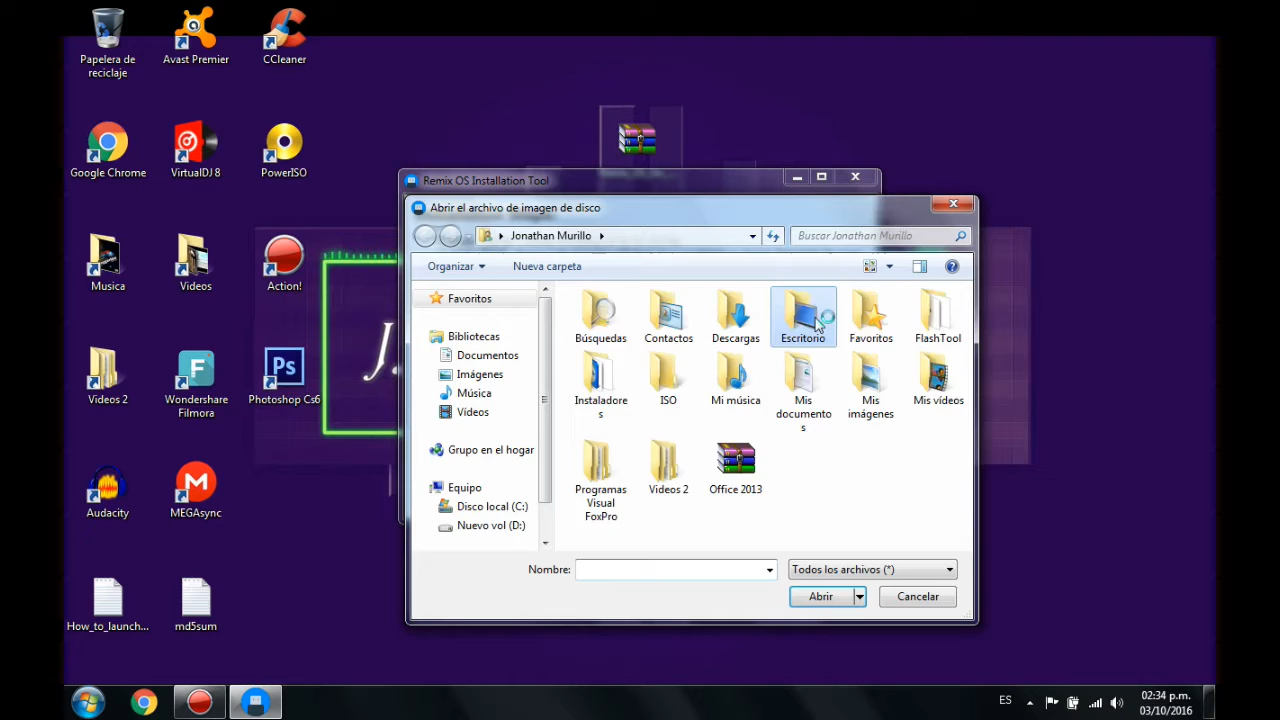 Papelera de
reciclaje
Avast Premier
CCleaner
Google Chrome
VirtualDJ 8
PowerISO
Musica
Videos
Action!
Videos 2
Wondershare
Filmora
Photoshop Cs6
Audacity
MEGAsync
How_to_launch...
md5sum
J.
Remix OS Installation Tool
Abrir el archivo de imagen de disco
Jonathan Murillo
Buscar Jonathan Murillo
Organizar
Nueva carpeta
Favoritos
Bibliotecas
Documentos
Imágenes
Música
Vídeos
Grupo en el hogar
Equipo
Disco local (C:)
Nuevo vol (D:)
Búsquedas
Contactos
Descargas
Escritorio
Favoritos
FlashTool
Instaladore
s
ISO
Mi música
Mis
documento
s
Mis
imágenes
Mis vídeos
Programas
Visual
FoxPro
Videos 2
Office 2013
Nombre:
Todos los archivos (*)
Abrir
Cancelar
ES
02:34 p.m.
03/10/2016